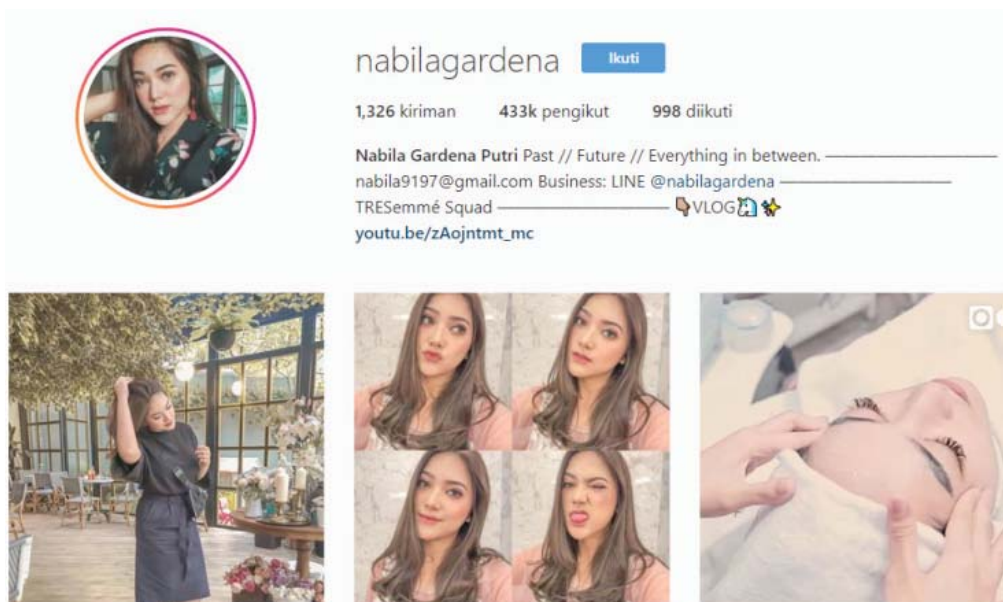 nabilagardena Ikuti
1,326 kiriman 433k pengikut 998 diikuti
Nabila Gardena Putri Past // Future // Everything in between. ————————————
nabila9197@gmail.com Business: LINE @nabilagardena ————————————
TRESemmé Squad ———————————— 👇🏽VLOG🦄✨
youtu.be/zAojntmt_mc